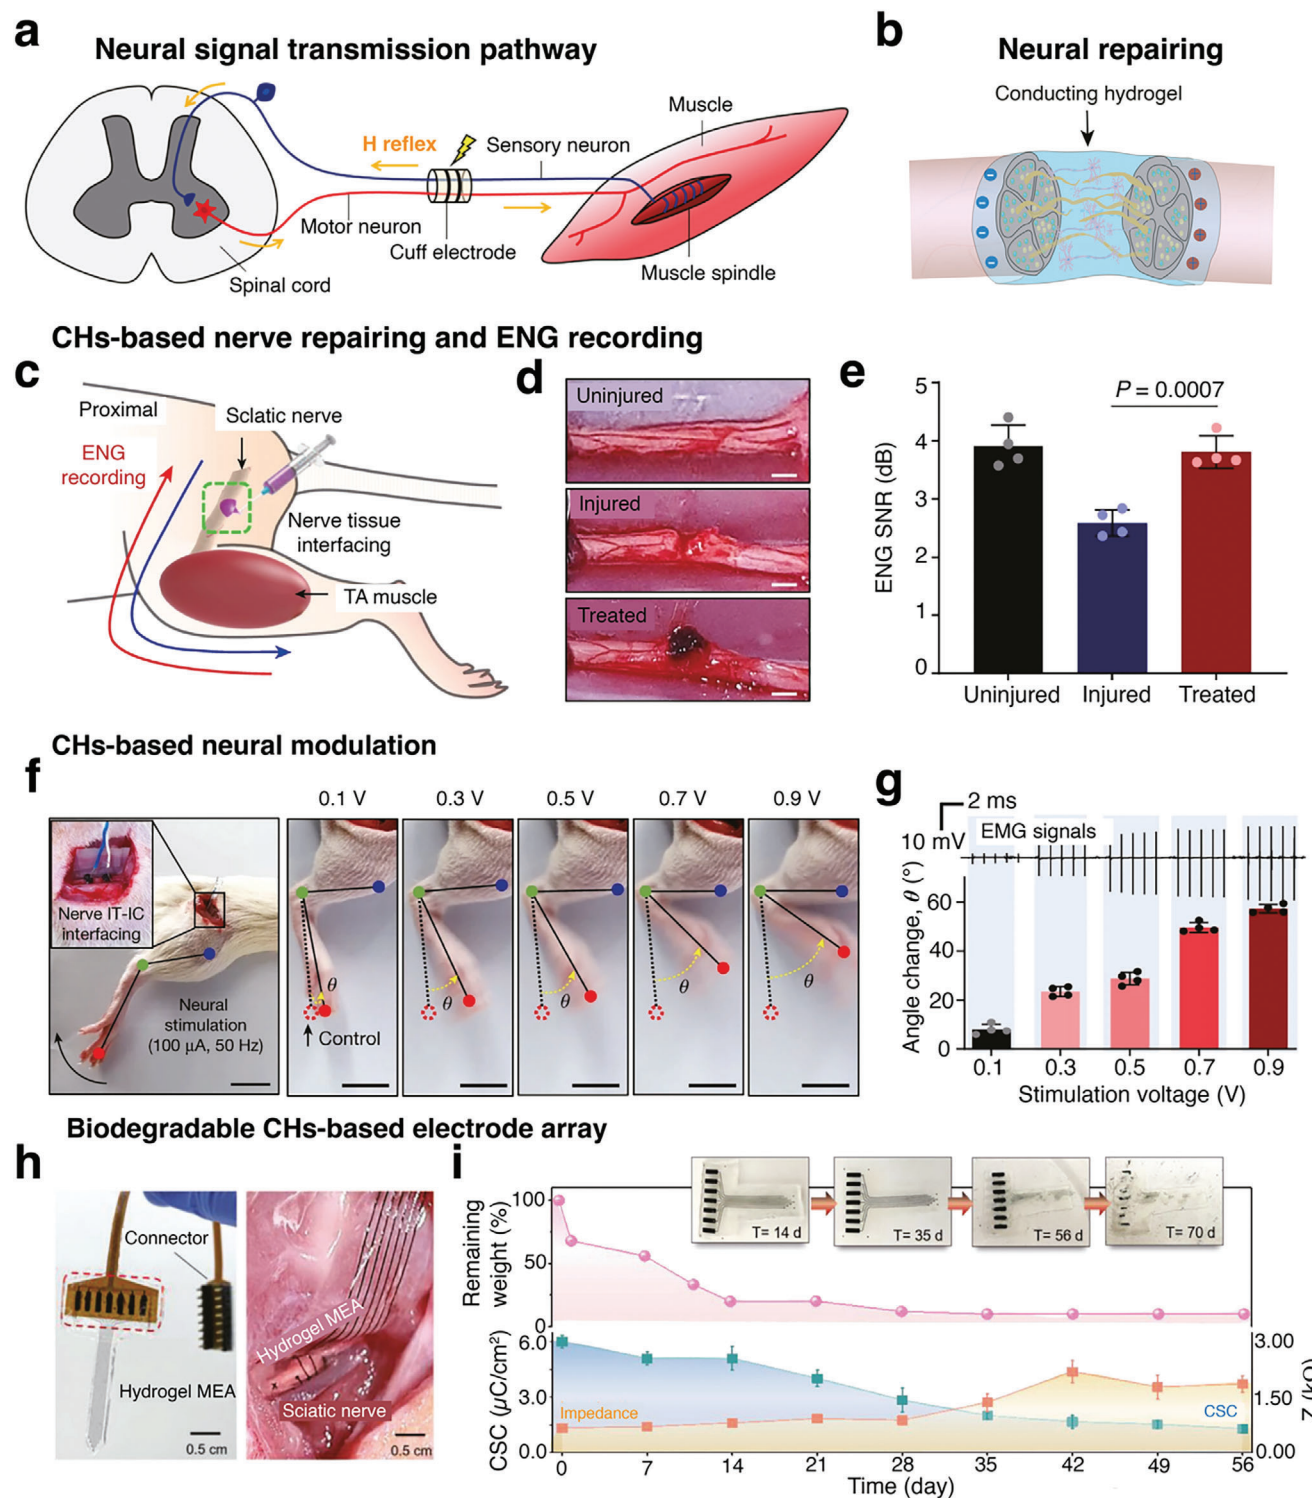 a
Neural signal transmission pathway
H reflex
Sensory neuron
Muscle
Motor neuron
Cuff electrode
Muscle spindle
Spinal cord
b
Neural repairing
Conducting hydrogel
CHs-based nerve repairing and ENG recording
c
Proximal
Sclatic nerve
ENG
recording
Nerve tissue
interfacing
TA muscle
d
Uninjured
Injured
Treated
e
P = 0.0007
ENG SNR (dB)
5
4
3
2
1
0
Uninjured
Injured
Treated
CHs-based neural modulation
f
Nerve IT-IC
interfacing
Neural
stimulation
(100 μA, 50 Hz)
0.1 V
0.3 V
0.5 V
0.7 V
0.9 V
θ
θ
θ
θ
θ
Control
g
2 ms
10 mV
EMG signals
Angle change, θ (°)
60
40
20
0
0.1
0.3
0.5
0.7
0.9
Stimulation voltage (V)
Biodegradable CHs-based electrode array
h
Connector
Hydrogel MEA
0.5 cm
Hydrogel MEA
Sciatic nerve
0.5 cm
i
T= 14 d
T= 35 d
T= 56 d
T= 70 d
Remaining
weight (%)
100
50
0
CSC (μC/cm²)
6.0
3.0
0.0
Impedance
CSC
3.00
1.50
0.00
0
7
14
21
28
35
42
49
56
Time (day)